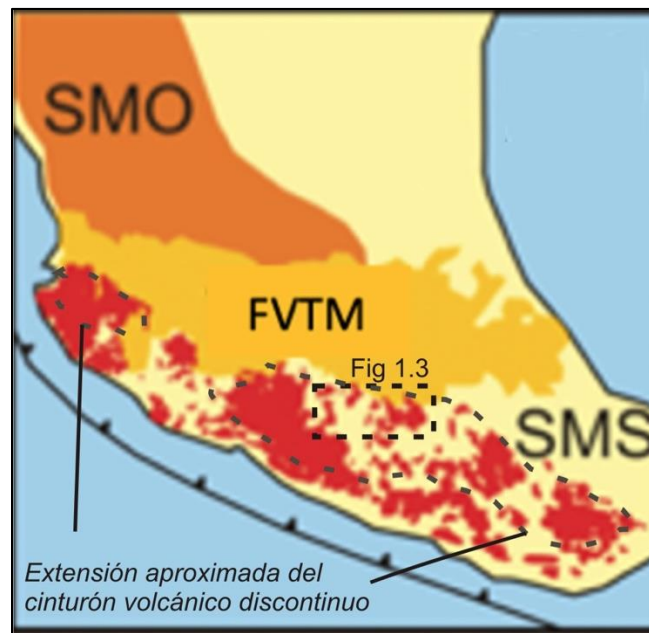 SMO
FVTM
Fig 1.3
SMS
Extensión aproximada del
cinturón volcánico discontinuo